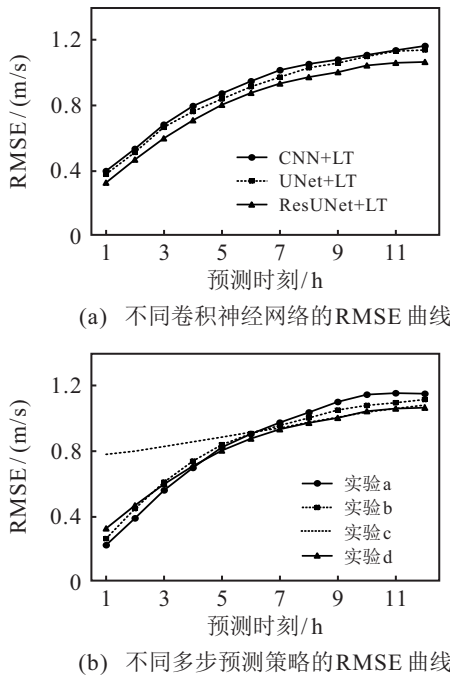 1.2
0.8
0.4
0
RMSE/(m/s)
CNN+LT
UNet+LT
ResUNet+LT
1 3 5 7 9 11
预测时刻/h
(a) 不同卷积神经网络的RMSE曲线
1.2
0.8
0.4
0
RMSE/(m/s)
实验a
实验b
实验c
实验d
1 3 5 7 9 11
预测时刻/h
(b) 不同多步预测策略的RMSE曲线